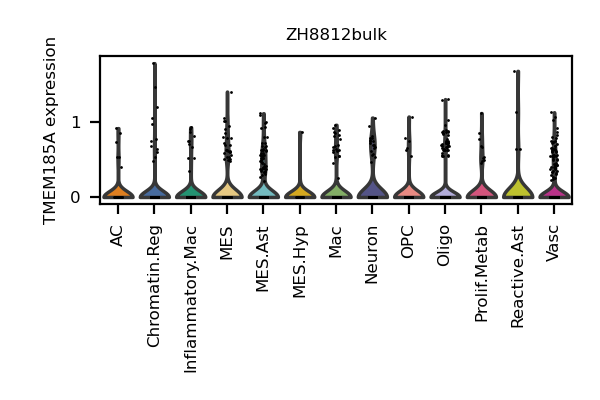 ZH8812bulk
TMEM185A expression
1
0
AC
Chromatin.Reg
Inflammatory.Mac
MES
MES.Ast
MES.Hyp
Mac
Neuron
OPC
Oligo
Prolif.Metab
Reactive.Ast
Vasc